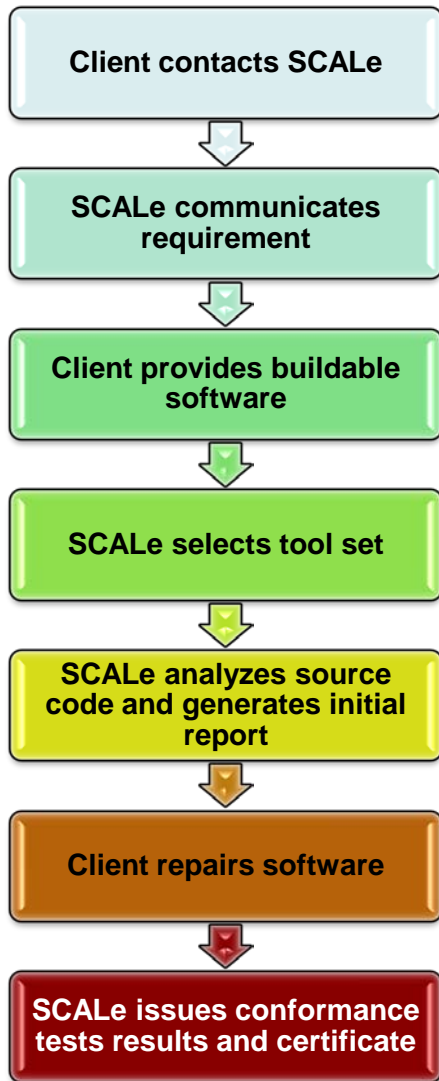 Client contacts SCALe
SCALe communicates
requirement
Client provides buildable
software
SCALe selects tool set
SCALe analyzes source
code and generates initial
report
Client repairs software
SCALe issues conformance
tests results and certificate